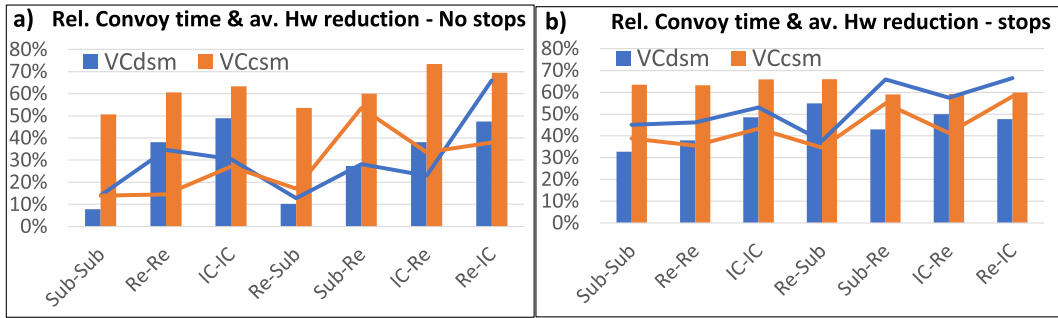 a) Rel. Convoy time & av. Hw reduction - No stops
VCdsm VCcsm
80%
70%
60%
50%
40%
30%
20%
10%
0%
Sub-Sub
Re-Re
IC-IC
Re-Sub
Sub-Re
IC-Re
Re-IC
b) Rel. Convoy time & av. Hw reduction - stops
VCdsm VCcsm
80%
70%
60%
50%
40%
30%
20%
10%
0%
Sub-Sub
Re-Re
IC-IC
Re-Sub
Sub-Re
IC-Re
Re-IC